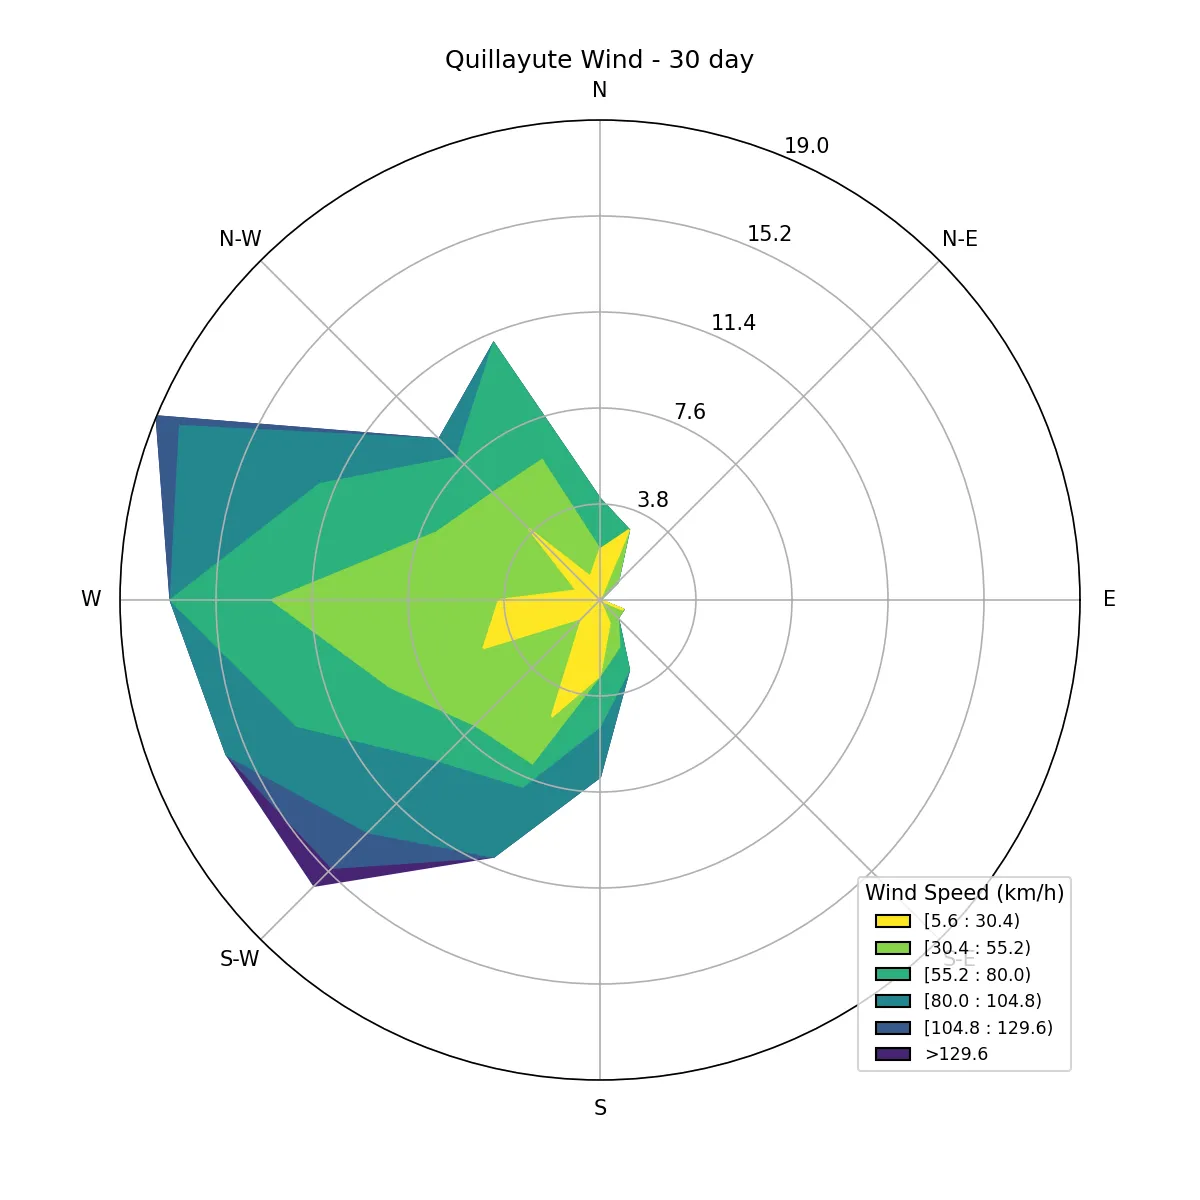 Quillayute Wind - 30 day
N
19.0
15.2
N-W
N-E
11.4
7.6
3.8
W
E
S-W
S-E
Wind Speed (km/h)
[5.6 : 30.4)
[30.4 : 55.2)
[55.2 : 80.0)
[80.0 : 104.8)
[104.8 : 129.6)
>129.6
S